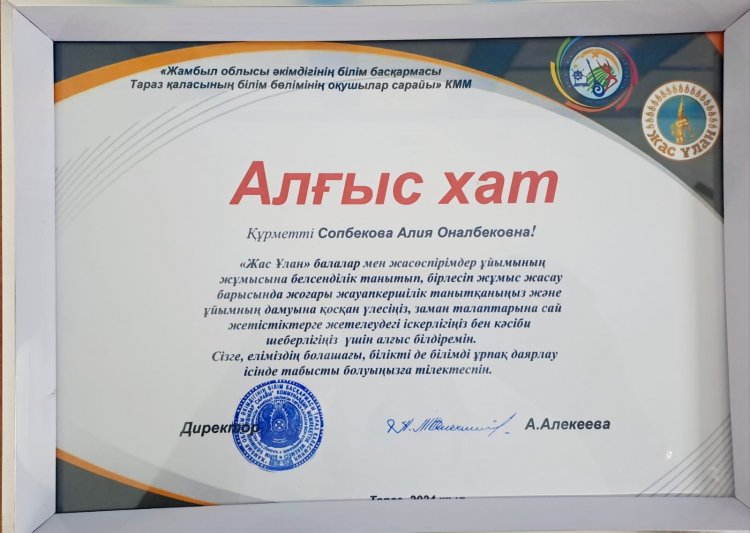 «Жамбыл облысы әкімдігінің білім басқармасы
Тараз қаласының білім бөлімінің оқушылар сарайы» КММ
ЖАС ҰЛАН
Алғыс хат
Құрметті Сопбекова Алия Оналбековна!
«Жас Ұлан» балалар мен жасөспірімдер ұйымының
жұмысына белсенділік танытып, бірлесіп жұмыс жасау
барысында жоғары жауапкершілік танытқаныңыз және
ұйымның дамуына қосқан үлесіңіз, заман талаптарына сай
жетістіктерге жетелеудегі іскерлігіңіз бен кәсіби
шеберлігіңіз үшін алғыс білдіремін.
Сізге, еліміздің болашағы, білікті де білімді ұрпақ даярлау
ісінде табысты болуыңызға тілектеспін.
Директор А.Алекеева